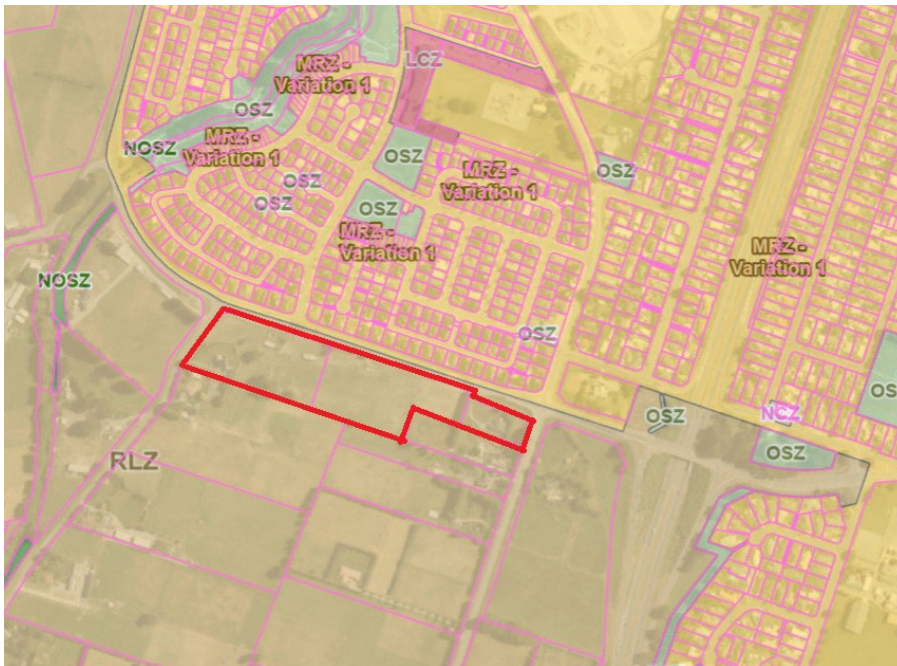 LCZ
MRZ -
Variation 1
OSZ
NOSZ
MRZ -
Variation 1
OSZ
OSZ
OSZ
OSZ
MRZ -
Variation 1
OSZ
OSZ
MRZ -
Variation 1
MRZ -
Variation 1
NOSZ
OSZ
OS
OSZ
NCZ
OSZ
RLZ